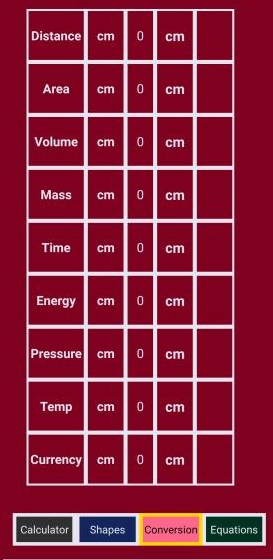 Distance cm 0 cm
Area cm 0 cm
Volume cm 0 cm
Mass cm 0 cm
Time cm 0 cm
Energy cm 0 cm
Pressure cm 0 cm
Temp cm 0 cm
Currency cm 0 cm
Calculator Shapes Conversion Equations